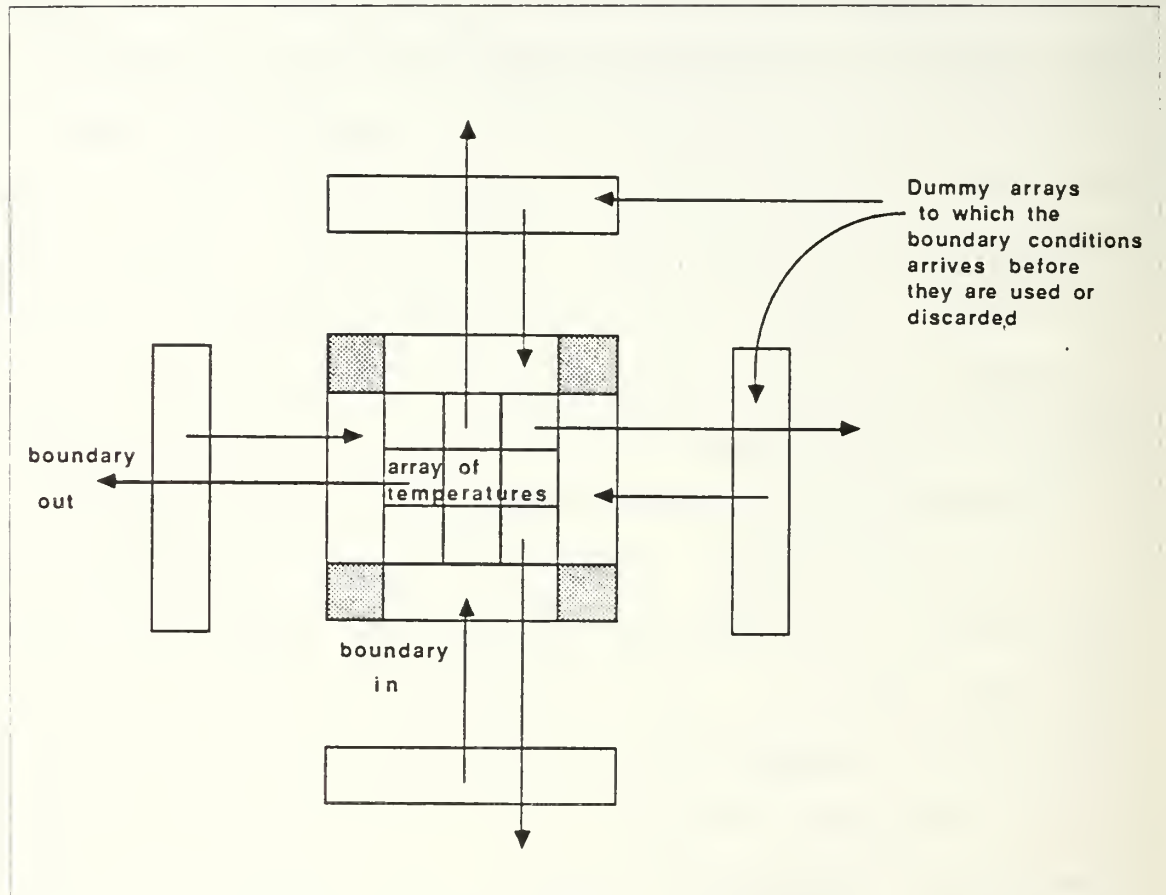 Dummy arrays
to which the
boundary conditions
arrives before
they are used or
discarded
boundary
out
array of
temperatures
boundary
in